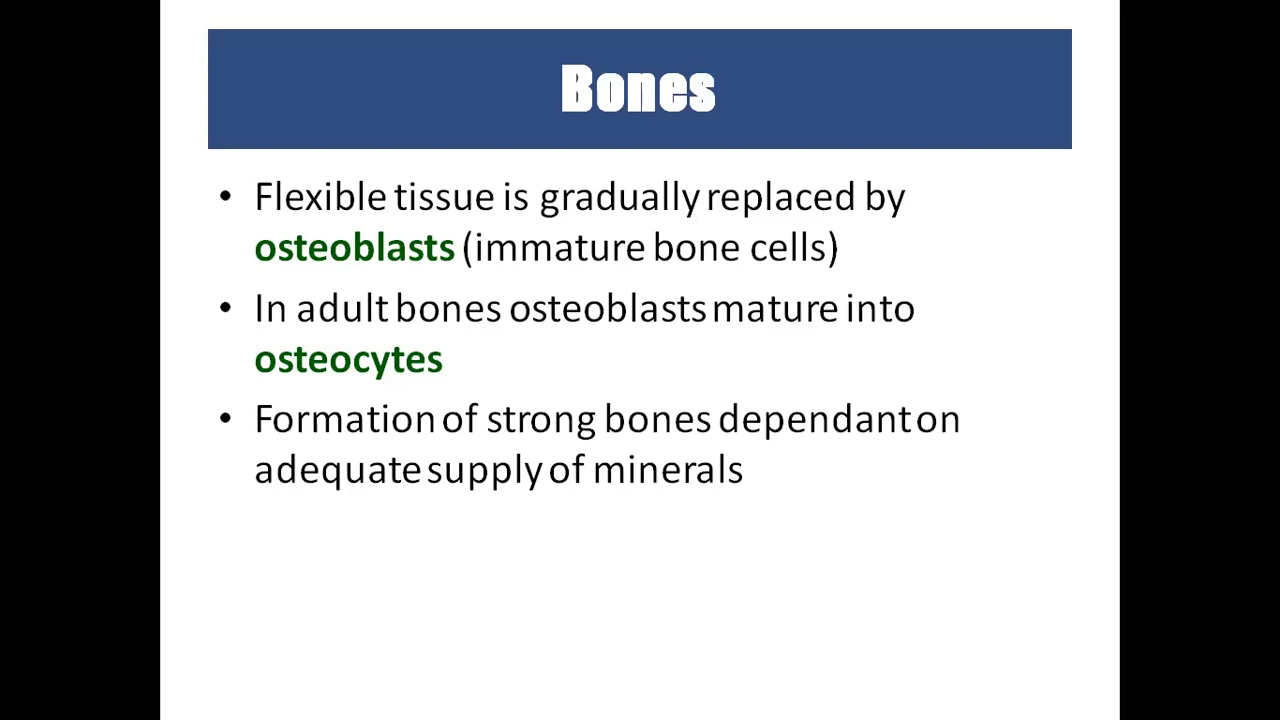 Bones
• Flexible tissue is gradually replaced by
osteoblasts (immature bone cells)
• In adult bones osteoblasts mature into
osteocytes
• Formation of strong bones dependant on
adequate supply of minerals